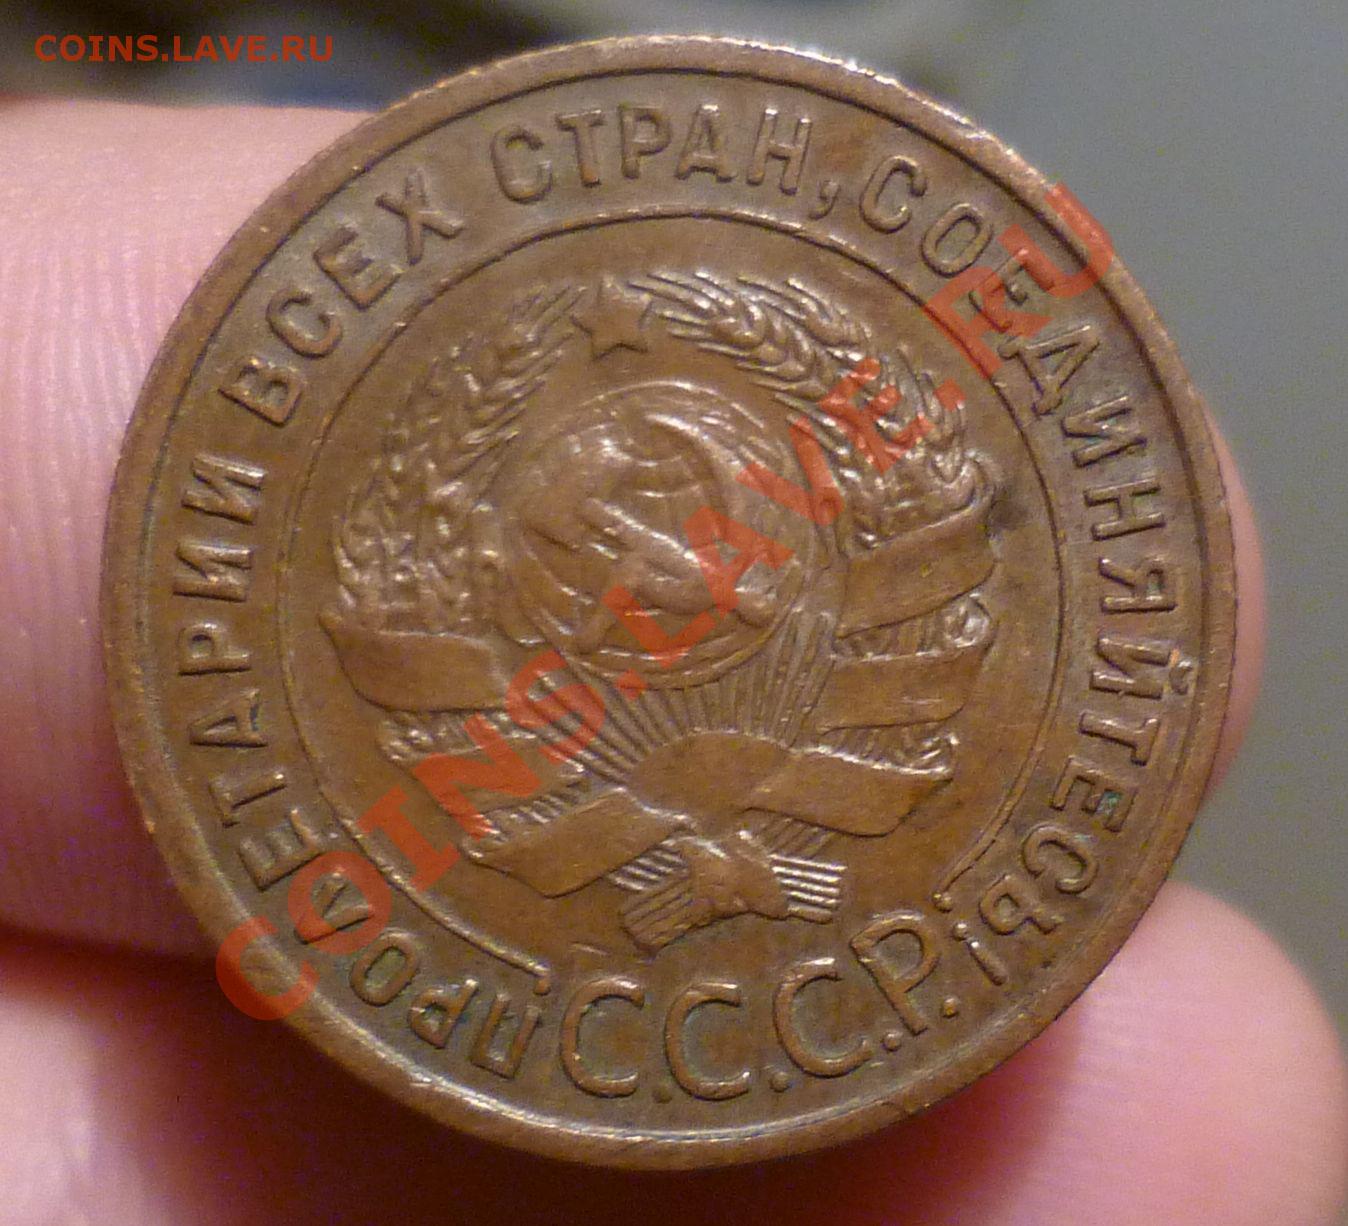 COINS.LAVE.RU
ПРОЛЕТАРИИ ВСЕХ СТРАН, СОЕДИНЯЙТЕСЬ!
С.С.С.Р.
COINS.LAVE.RU